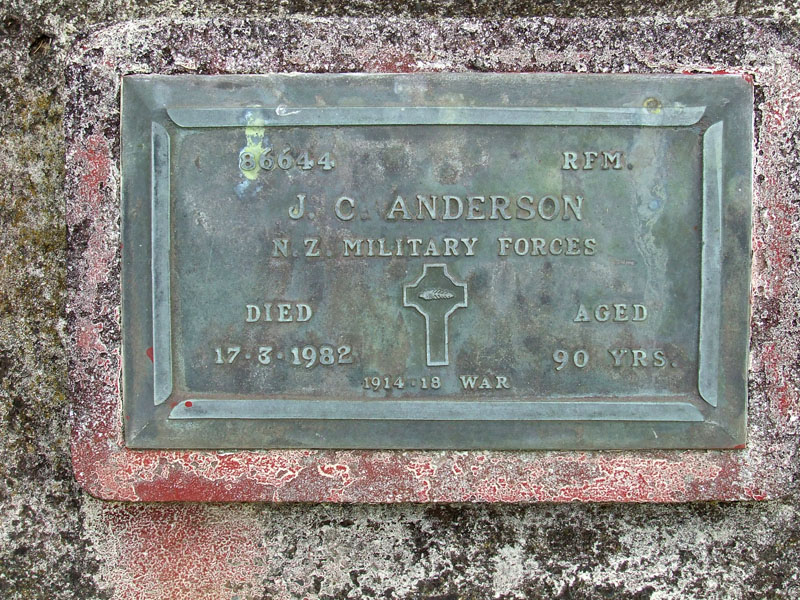 86644 RFM.
J. C. ANDERSON
N.Z. MILITARY FORCES
DIED AGED
17·3·1982 90 YRS.
1914·18 WAR